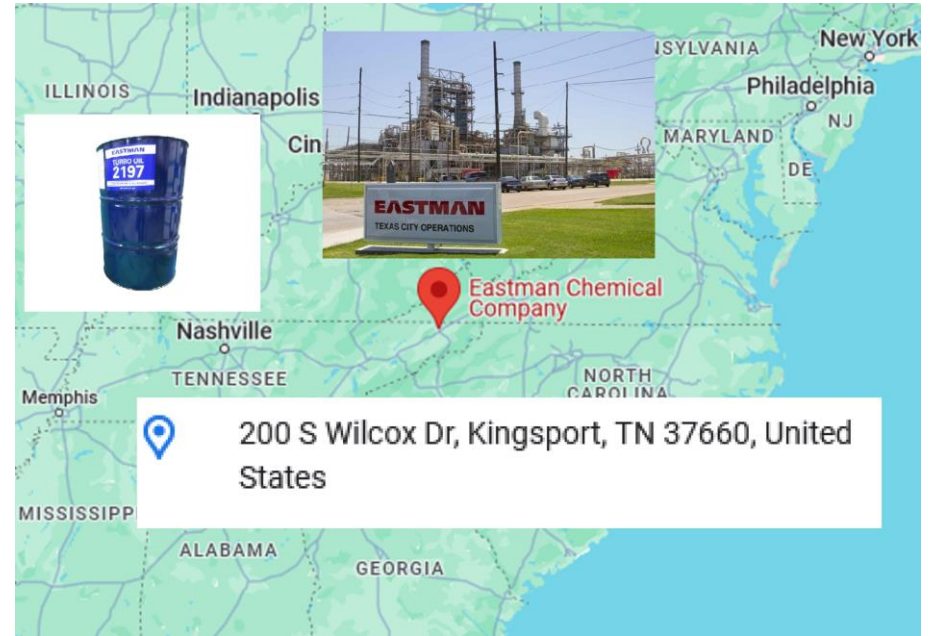 New York
ISYLVANIA
Philadelphia
ILLINOIS
Indianapolis
NJ
Cin
MARYLAND
DE
EASTMAN
TURBO OIL
2197
EASTMAN
TEXAS CITY OPERATIONS
Eastman Chemical
Company
Nashville
TENNESSEE
NORTH
CAROLINA
Memphis
200 S Wilcox Dr, Kingsport, TN 37660, United
States
MISSISSIPP
ALABAMA
GEORGIA